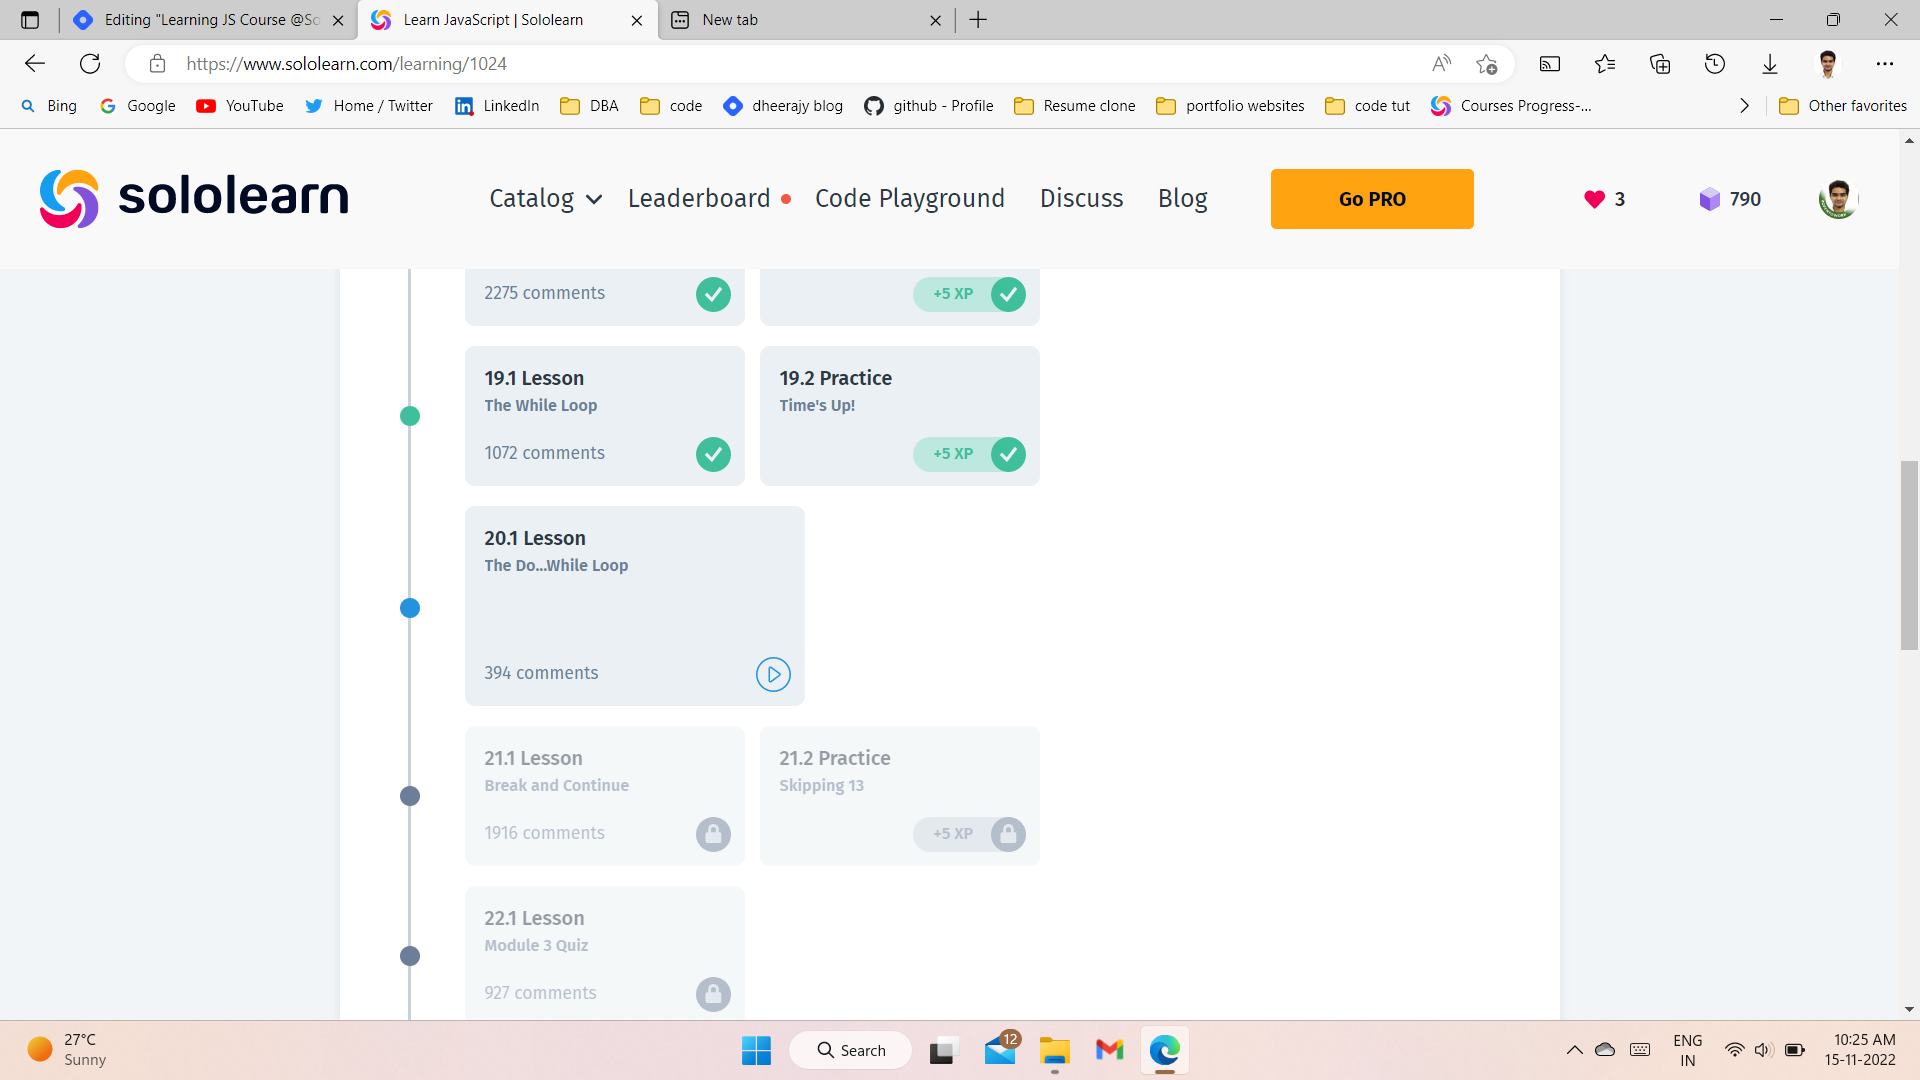 Editing "Learning JS Course @So
Learn JavaScript | Sololearn
New tab
https://www.sololearn.com/learning/1024
Bing
Google
YouTube
Home / Twitter
LinkedIn
DBA
code
dheerajy blog
github - Profile
Resume clone
portfolio websites
code tut
Courses Progress-...
Other favorites
sololearn
Catalog
Leaderboard
Code Playground
Discuss
Blog
Go PRO
3
790
2275 comments
+5 XP
19.1 Lesson
The While Loop
1072 comments
19.2 Practice
Time's Up!
+5 XP
20.1 Lesson
The Do...While Loop
394 comments
21.1 Lesson
Break and Continue
1916 comments
21.2 Practice
Skipping 13
+5 XP
22.1 Lesson
Module 3 Quiz
927 comments
27°C
Sunny
Search
12
ENG
IN
10:25 AM
15-11-2022